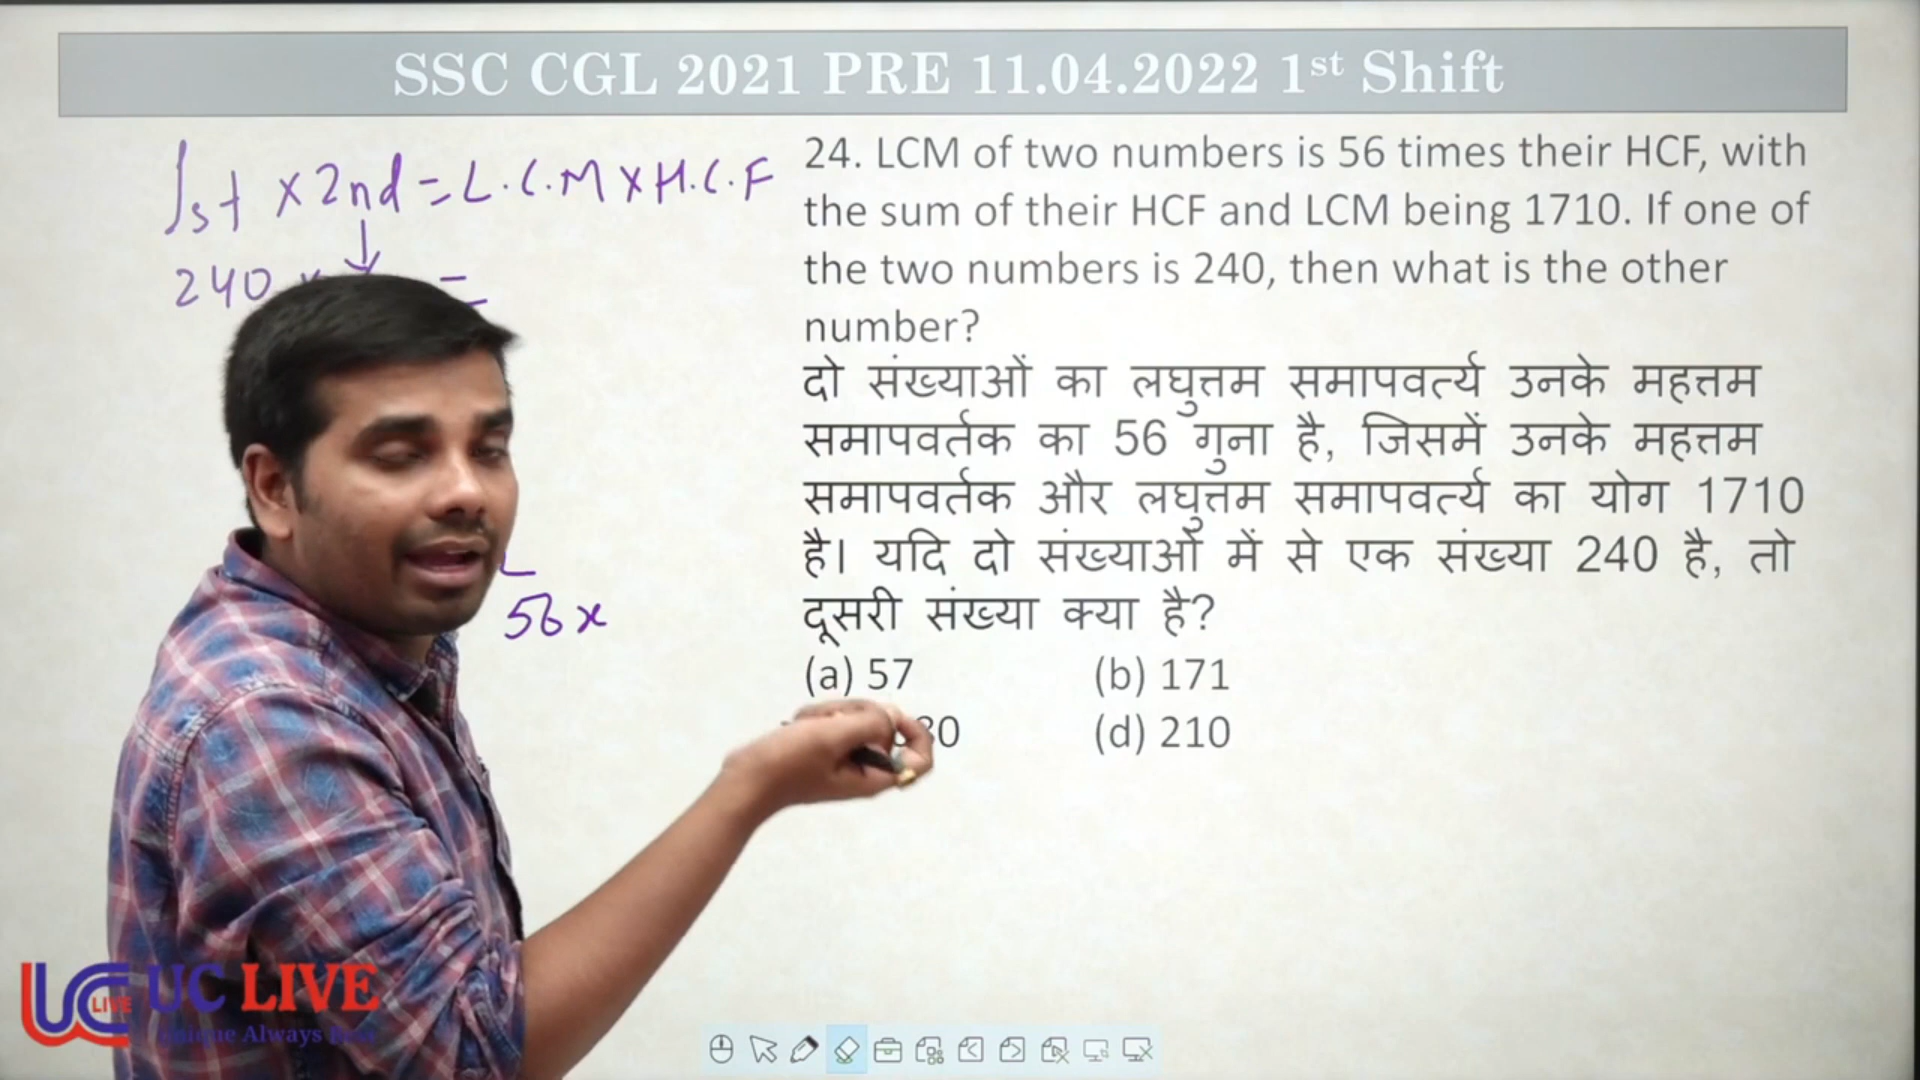 SSC CGL 2021 PRE 11.04.2022 1st Shift
1st × 2nd = L.C.M × H.C.F
240 =
L
56x
24. LCM of two numbers is 56 times their HCF, with
the sum of their HCF and LCM being 1710. If one of
the two numbers is 240, then what is the other
number?
दो संख्याओं का लघुत्तम समापवर्त्य उनके महत्तम
समापवर्तक का 56 गुना है, जिसमें उनके महत्तम
समापवर्तक और लघुत्तम समापवर्त्य का योग 1710
है। यदि दो संख्याओं में से एक संख्या 240 है, तो
दूसरी संख्या क्या है?
(a) 57 (b) 171
(d) 210
UC LIVE UC LIVE
Always